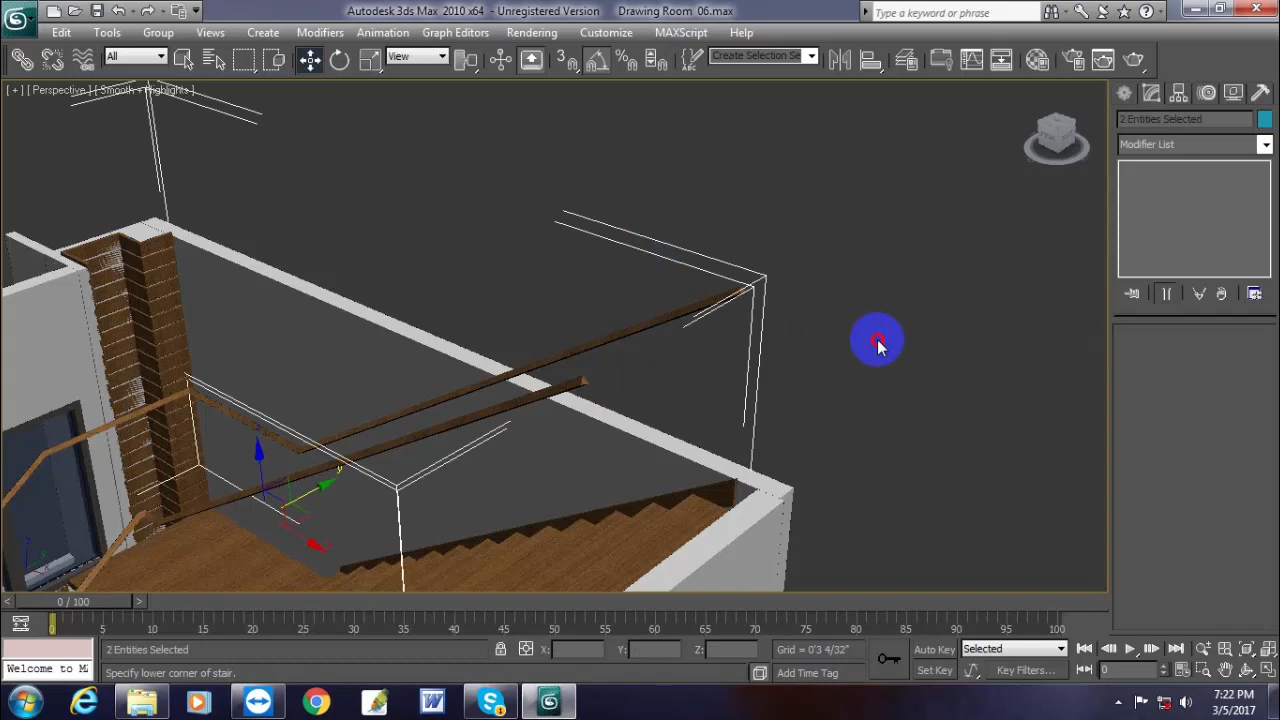 Autodesk 3ds Max 2010 x64 - Unregistered Version Drawing Room_06.max
Type a keyword or phrase
Edit Tools Group Views Create Modifiers Animation Graph Editors Rendering Customize MAXScript Help
All View 3 Create Selection Se
[ + ] [ Perspective ] [ Smooth + Highlights ]
2 Entities Selected
Modifier List
y
0 / 100
0 5 10 15 20 25 30 35 40 45 50 55 60 65 70 75 80 85 90 95 100
2 Entities Selected X: Y: Z: Grid = 0'3 4/32" Auto Key Selected
Welcome to M Specify lower corner of stair. Add Time Tag Set Key Key Filters... 0
7:22 PM
3/5/2017